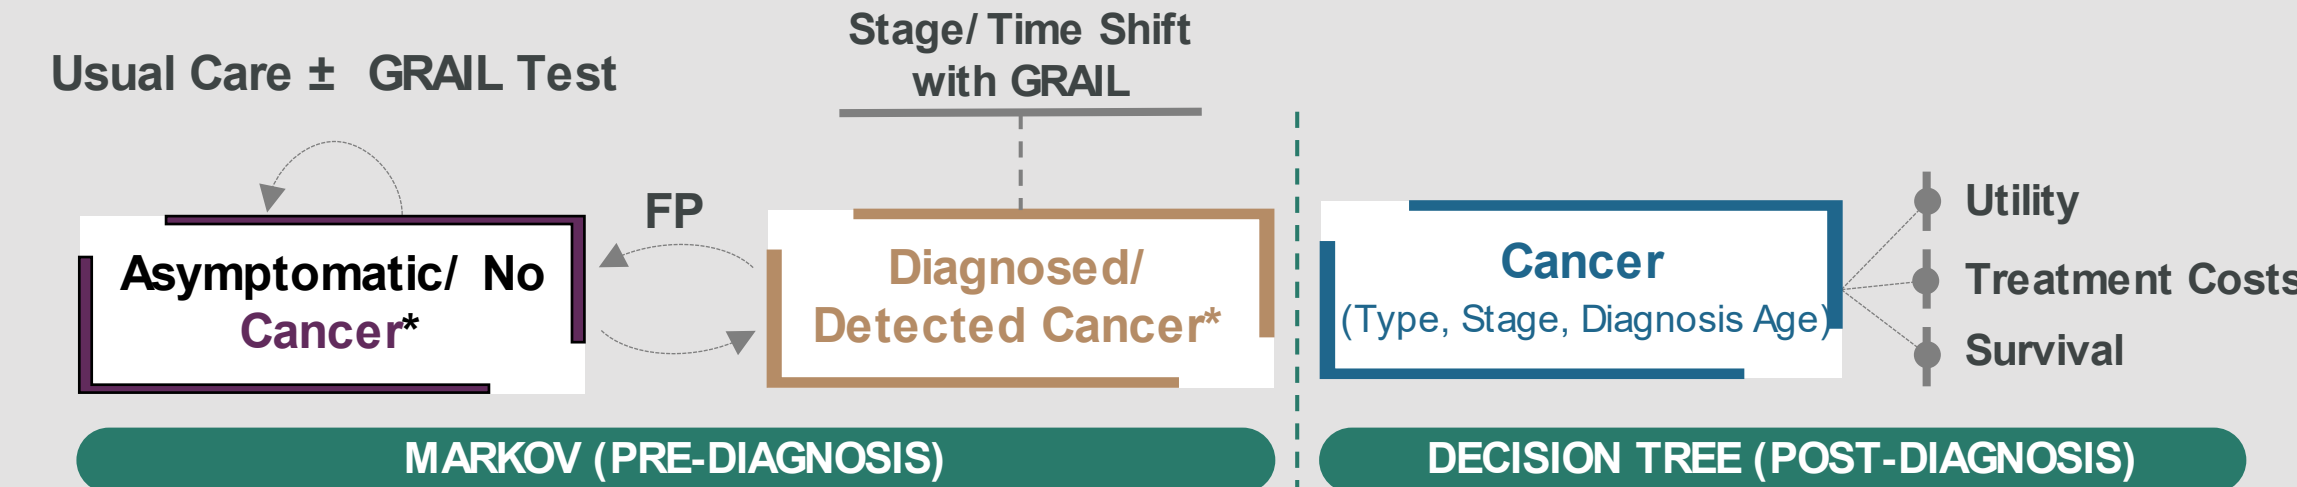 Usual Care ± GRAIL Test
Stage/ Time Shift
with GRAIL
FP
Asymptomatic/ No
Cancer*
Diagnosed/
Detected Cancer*
Cancer
(Type, Stage, Diagnosis Age)
Utility
Treatment Costs
Survival
MARKOV (PRE-DIAGNOSIS)
DECISION TREE (POST-DIAGNOSIS)